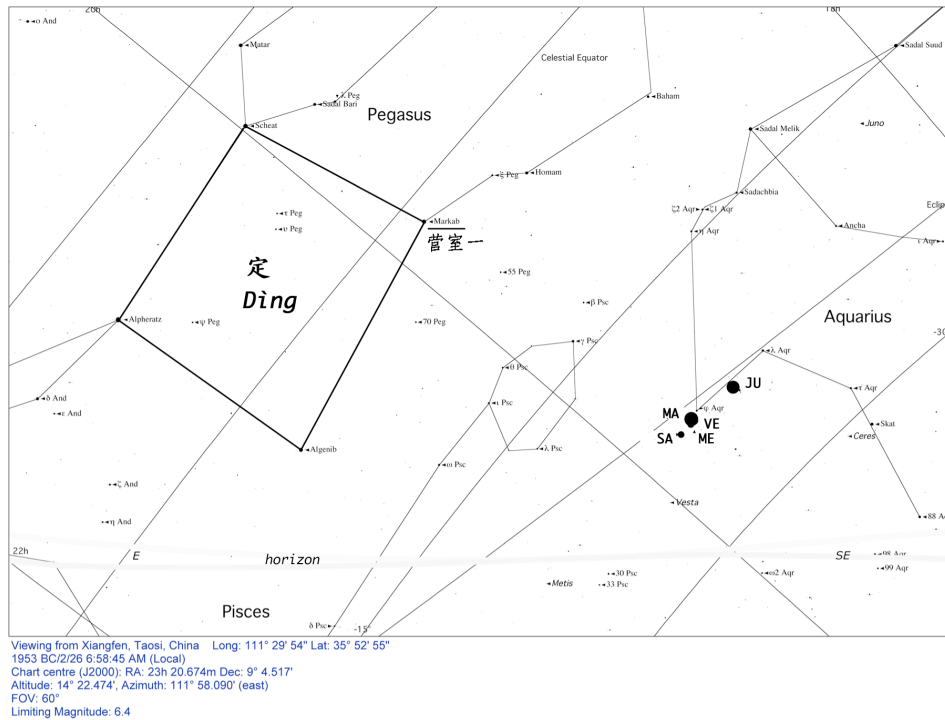 20h
18h
ο And
Matar
Sadal Suud
Celestial Equator
λ Peg
Sadal Bari
Baham
Pegasus
Scheat
Sadal Melik
Juno
ξ Peg
Homam
Sadachbia
τ Peg
ζ2 Aqr
ζ1 Aqr
Eclip
υ Peg
Markab
η Aqr
Ancha
營室一
ι Aqr
定
Dìng
55 Peg
β Psc
Alpheratz
ψ Peg
70 Peg
Aquarius
-30
γ Psc
λ Aqr
θ Psc
JU
τ Aqr
δ And
ι Psc
φ Aqr
ε And
MA
VE
Skat
SA
ME
Ceres
Algenib
λ Psc
ω Psc
ζ And
Vesta
88 A
η And
22h
E
horizon
SE
98 Aqr
99 Aqr
30 Psc
ω2 Aqr
Metis
33 Psc
Pisces
δ Psc
-15°
Viewing from Xiangfen, Taosi, China Long: 111° 29' 54" Lat: 35° 52' 55"
1953 BC/2/26 6:58:45 AM (Local)
Chart centre (J2000): RA: 23h 20.674m Dec: 9° 4.517'
Altitude: 14° 22.474', Azimuth: 111° 58.090' (east)
FOV: 60°
Limiting Magnitude: 6.4